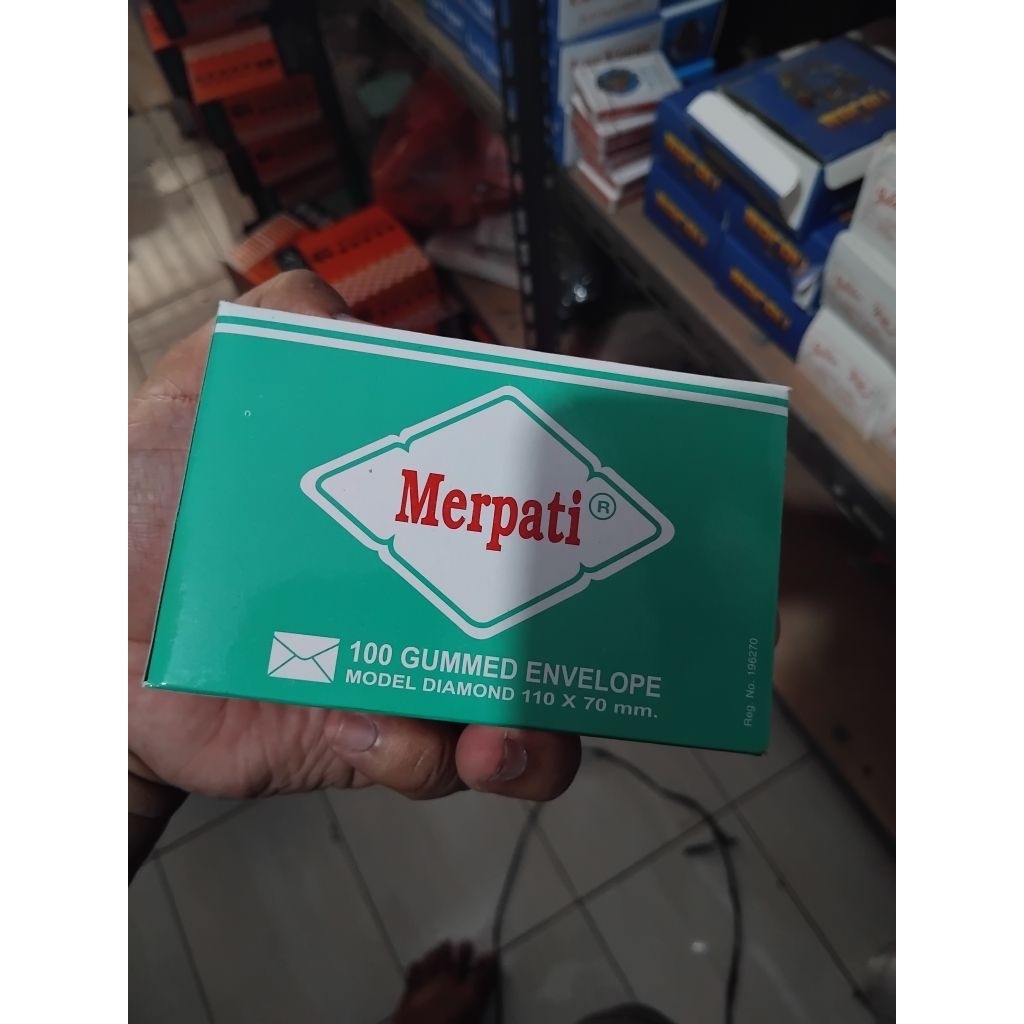 Merpati ®
100 GUMMED ENVELOPE
MODEL DIAMOND 110 X 70 mm.
Reg. No. 196270